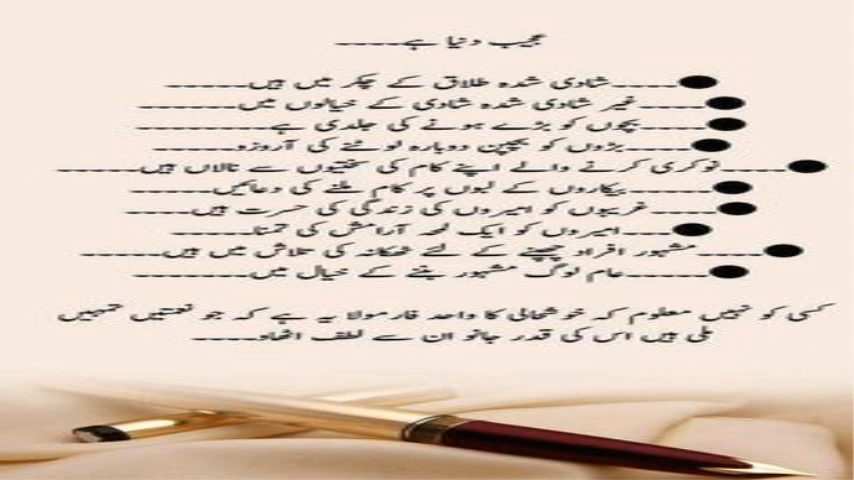 عجیب دنیا ہے-----
●-----شادی شدہ طلاق کے چکر میں ہیں------
●-----غیر شادی شدہ شادی کے خیالوں میں------
●-----بچوں کو بڑے ہونے کی جلدی ہے---------
●-----بڑوں کو بچپن دوبارہ لوٹنے کی آرزو------
●-----نوکری کرنے والے اپنے کام کی سختیوں سے نالاں ہیں------
●------بیکاروں کے لبوں پر کام ملنے کی دعائیں------
●-----غریبوں کو امیروں کی زندگی کی حسرت ہیں-----
●----امیروں کو ایک لمحہ آرامش کی تمنا------
●-----مشہور افراد چھپنے کے لئے ٹھکانہ کی تلاش میں ہیں------
●------عام لوگ مشہور بننے کے خیال میں---------
کسی کو نہیں معلوم کہ خوشحالی کا واحد فارمولا یہ ہے کہ جو نعمتیں تمہیں
ملی ہیں اس کی قدر جانو ان سے لطف اٹھاو-----